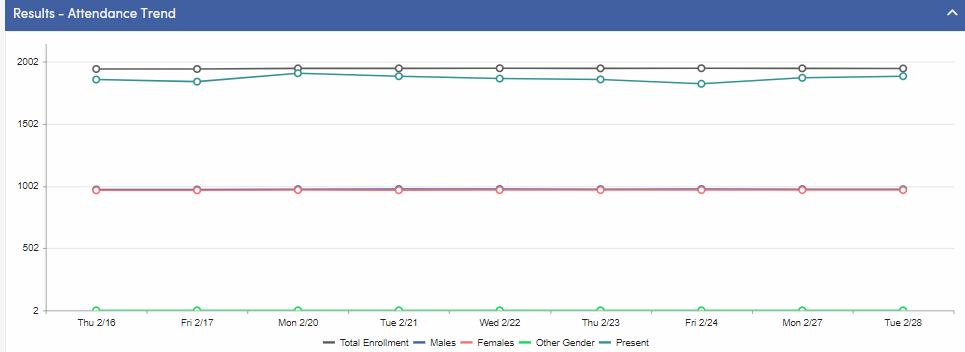 Results - Attendance Trend
2002
1502
1002
502
2
Thu 2/16 Fri 2/17 Mon 2/20 Tue 2/21 Wed 2/22 Thu 2/23 Fri 2/24 Mon 2/27 Tue 2/28
Total Enrollment Males Females Other Gender Present